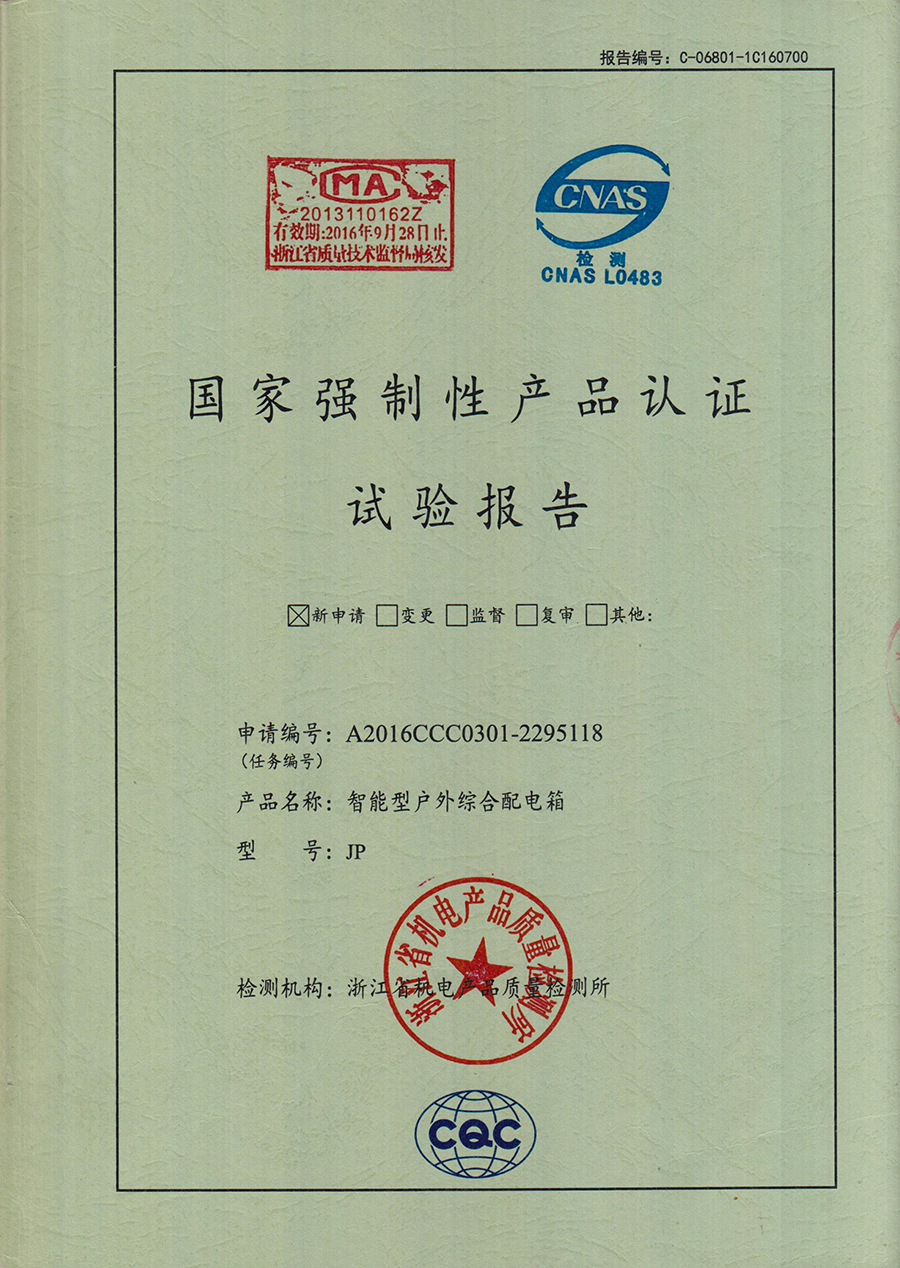 报告编号：C-06801-1C160700
MA
2013110162Z
有效期:2016年9月28日止
浙江省质量技术监督局核发
CNAS
检 测
CNAS L0483
国家强制性产品认证
试验报告
☒新申请 □变更 □监督 □复审 □其他：
申请编号：A2016CCC0301-2295118
（任务编号）
产品名称：智能型户外综合配电箱
型 号：JP
浙江省机电产品质量检测所
检测机构：浙江省机电产品质量检测所
CQC